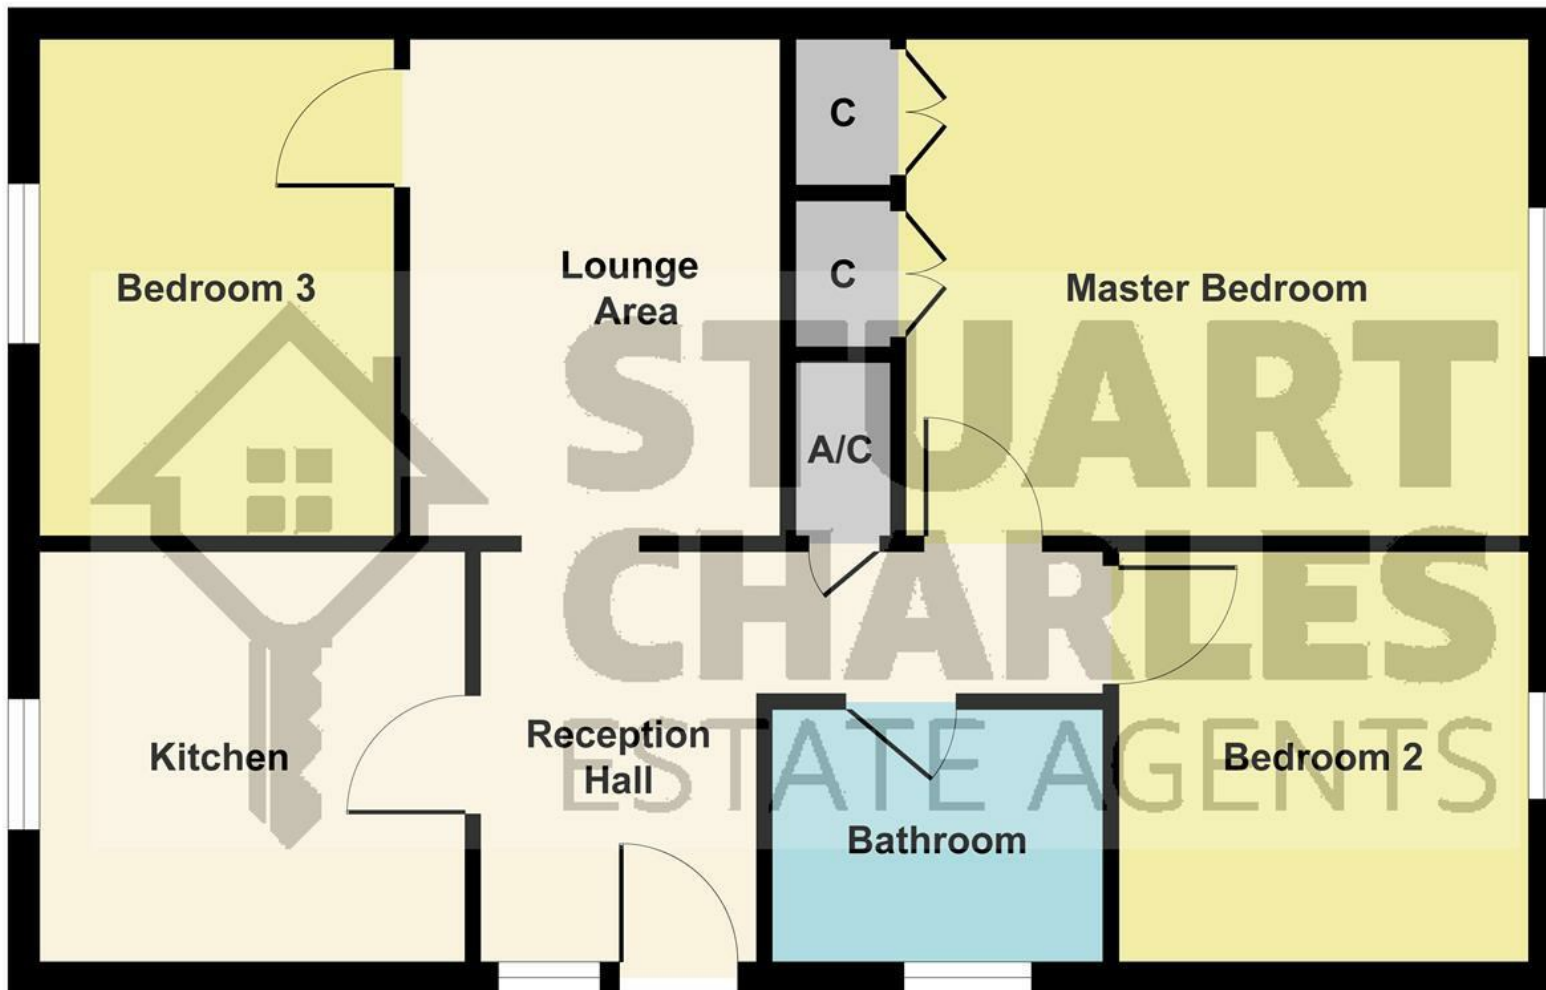 C
C
Bedroom 3
Lounge
Area
Master Bedroom
STUART
A/C
CHARLES
Kitchen
Reception
Hall
ESTATE AGENTS
Bedroom 2
Bathroom